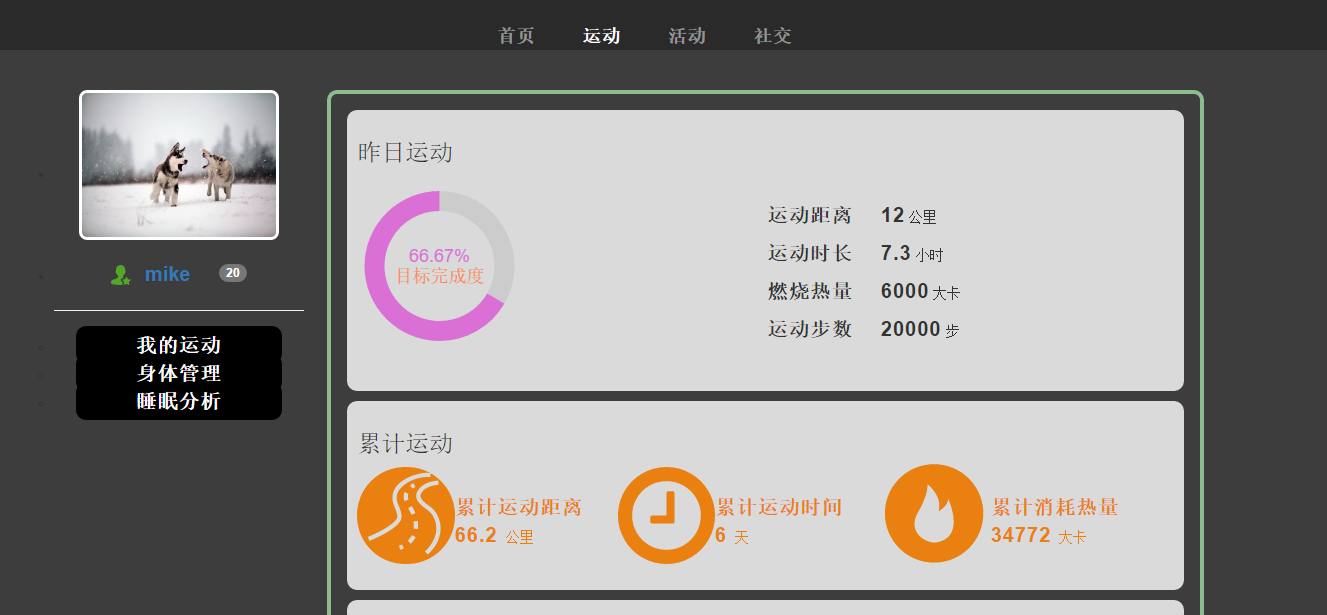 首页 运动 活动 社交
mike 20
我的运动
身体管理
睡眠分析
昨日运动
66.67%
目标完成度
运动距离 12 公里
运动时长 7.3 小时
燃烧热量 6000 大卡
运动步数 20000 步
累计运动
累计运动距离
66.2 公里
累计运动时间
6 天
累计消耗热量
34772 大卡